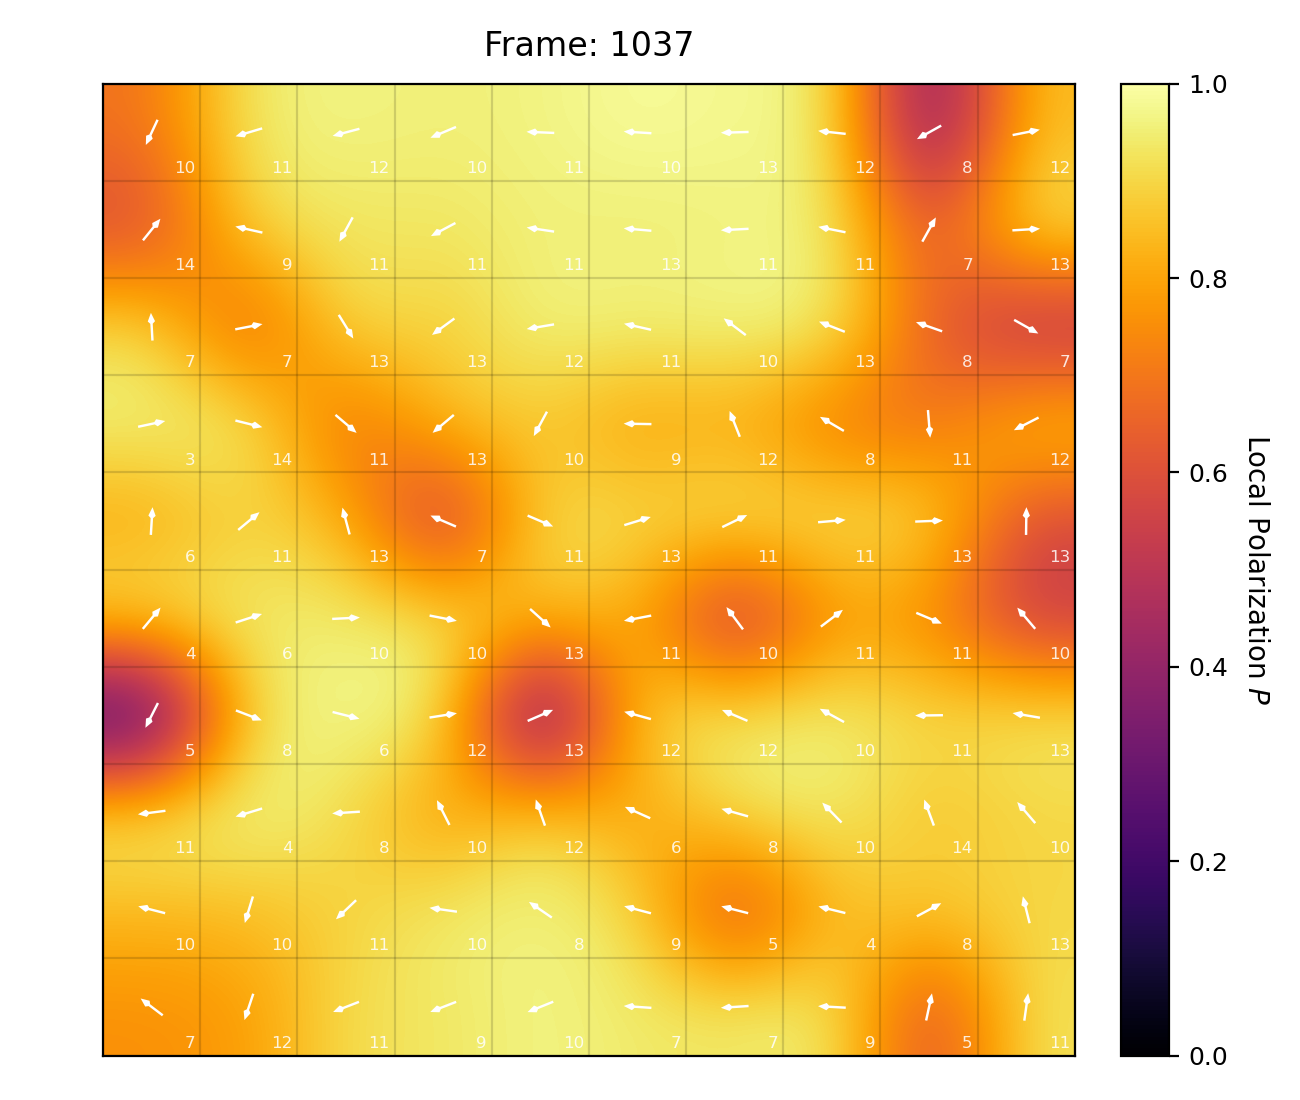 Frame: 1037
10 11 12 10 11 10 13 12 8 12
14 9 11 11 11 13 11 11 7 13
7 7 13 13 12 11 10 13 8 7
3 14 11 13 10 9 12 8 11 12
6 11 13 7 11 13 11 11 13 13
4 6 10 10 13 11 10 11 11 10
5 8 6 12 13 12 12 10 11 13
11 4 8 10 12 6 8 10 14 10
10 10 11 10 8 9 5 4 8 13
7 12 11 9 10 7 7 9 5 11
1.0
0.8
0.6
0.4
0.2
0.0
Local Polarization P